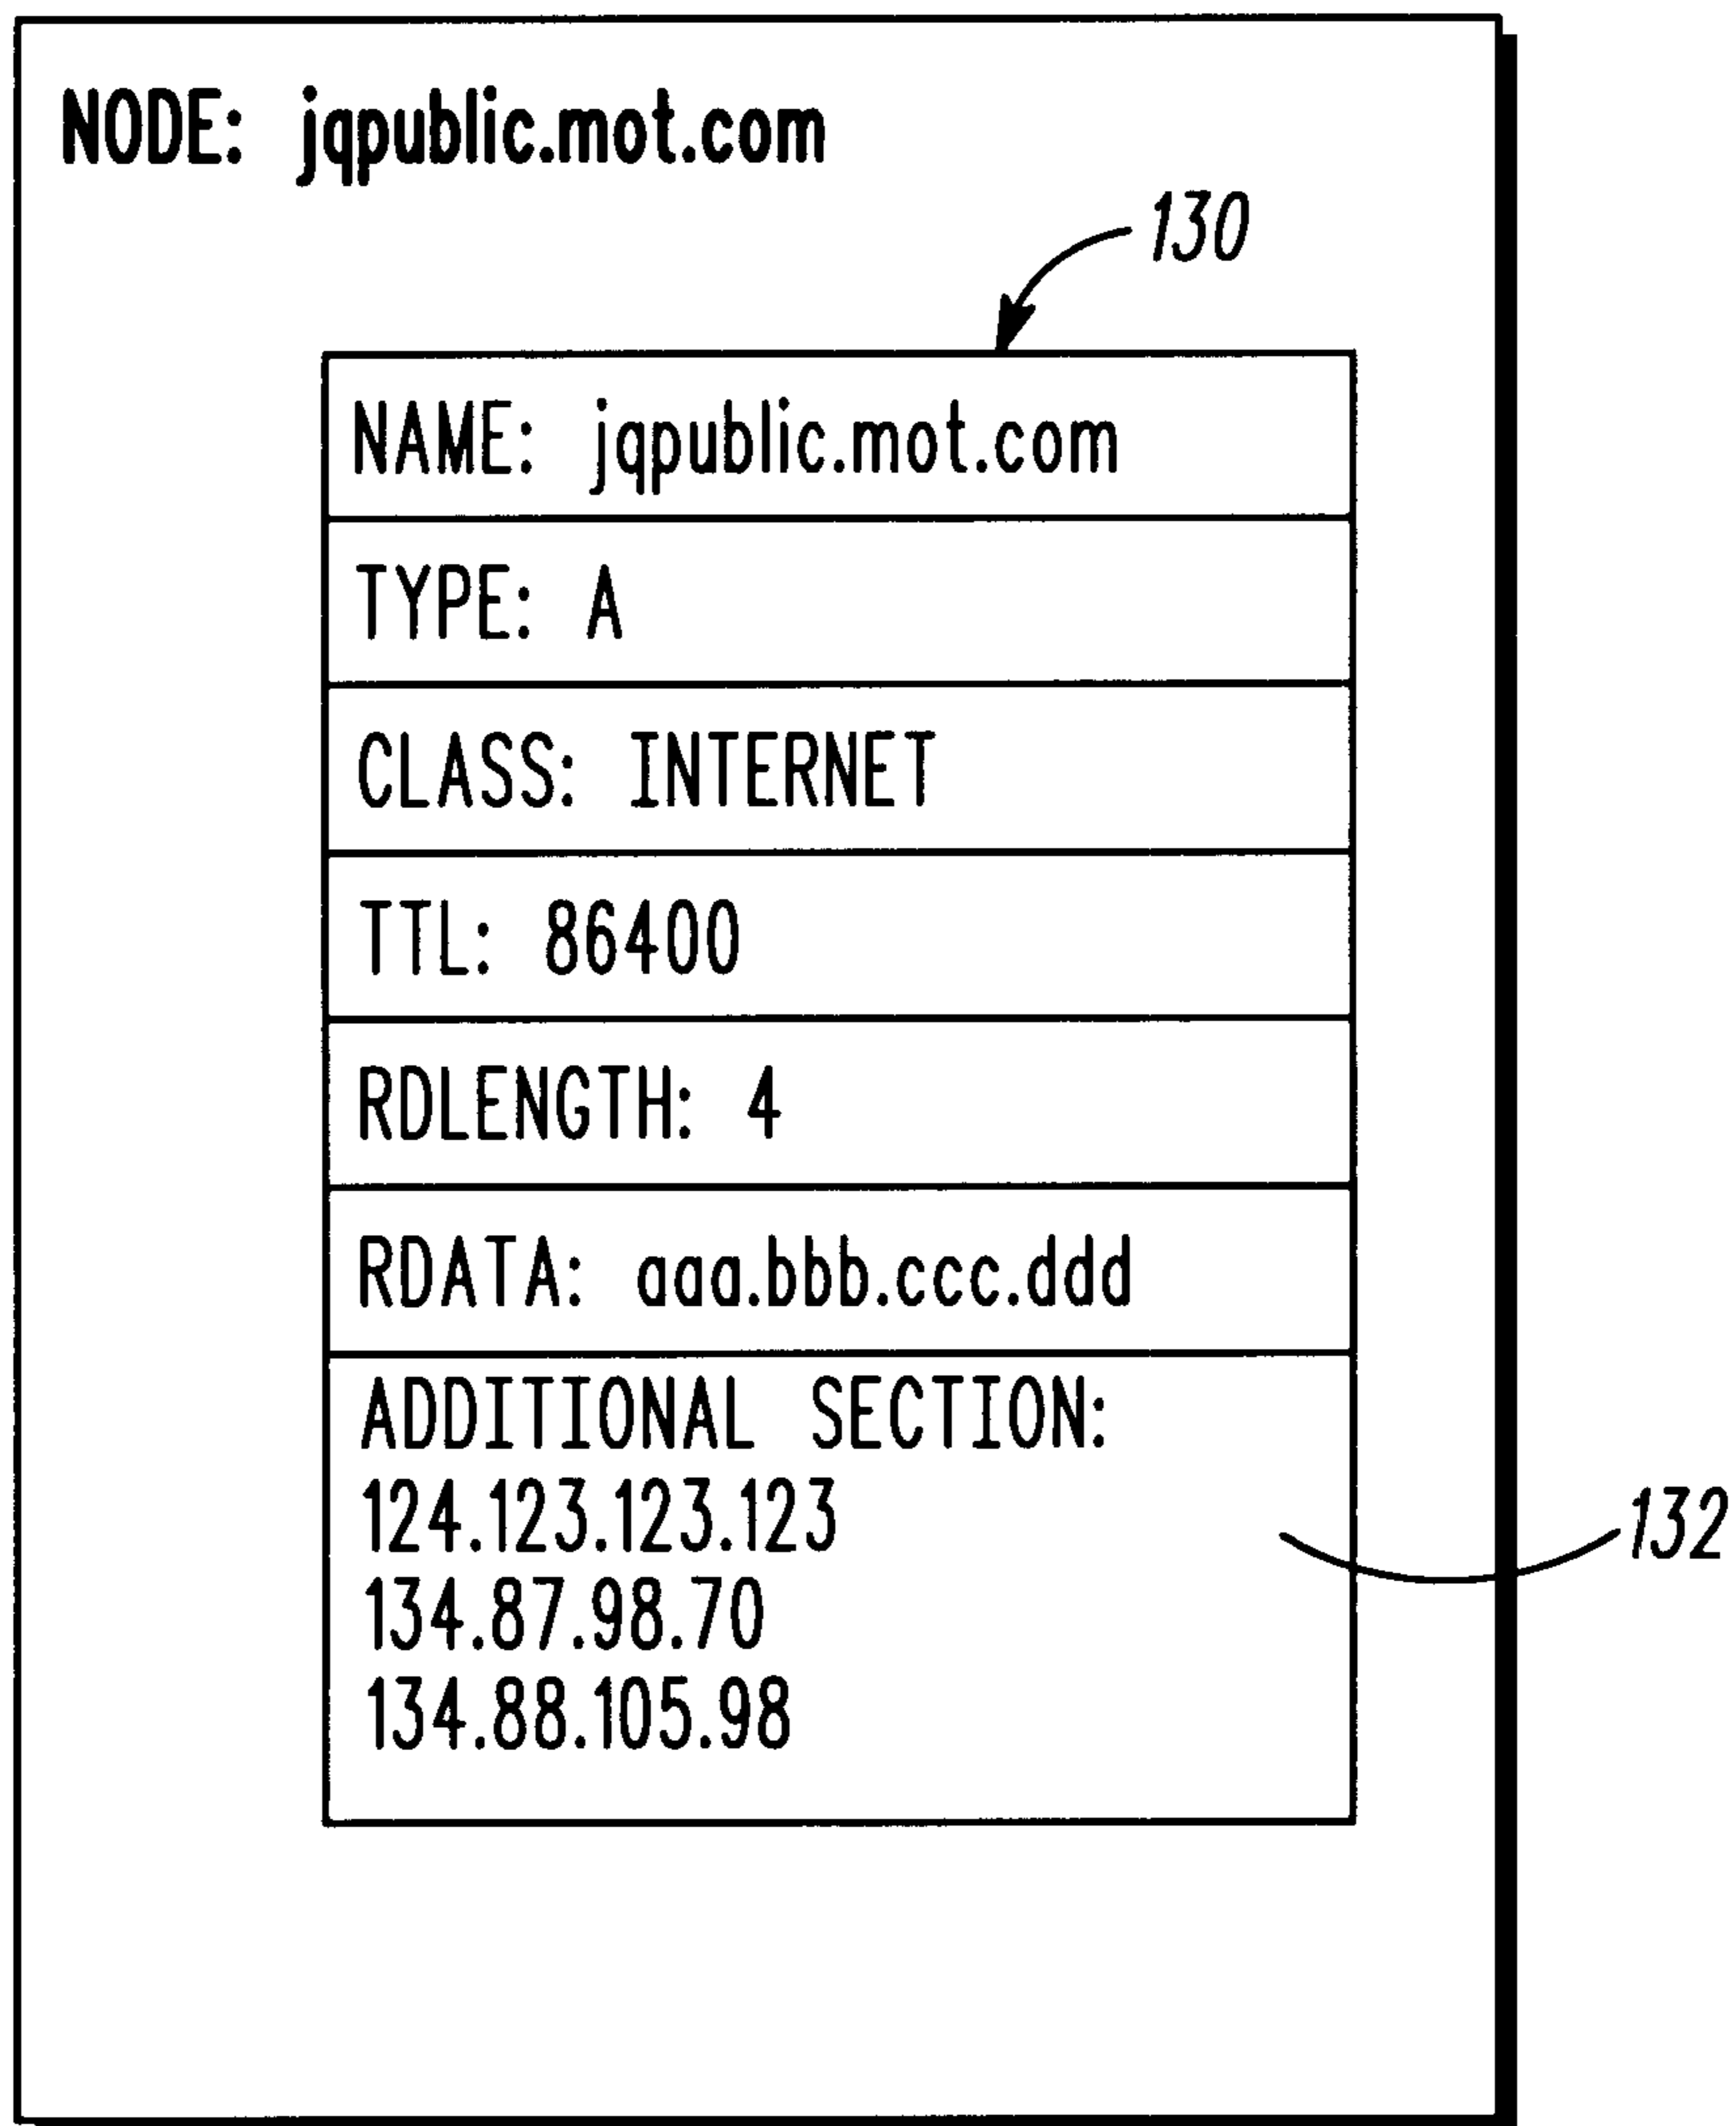 NODE: jqpublic.mot.com
130
NAME: jqpublic.mot.com
TYPE: A
CLASS: INTERNET
TTL: 86400
RDLENGTH: 4
RDATA: aaa.bbb.ccc.ddd
ADDITIONAL SECTION:
124.123.123.123
132
134.87.98.70
134.88.105.98